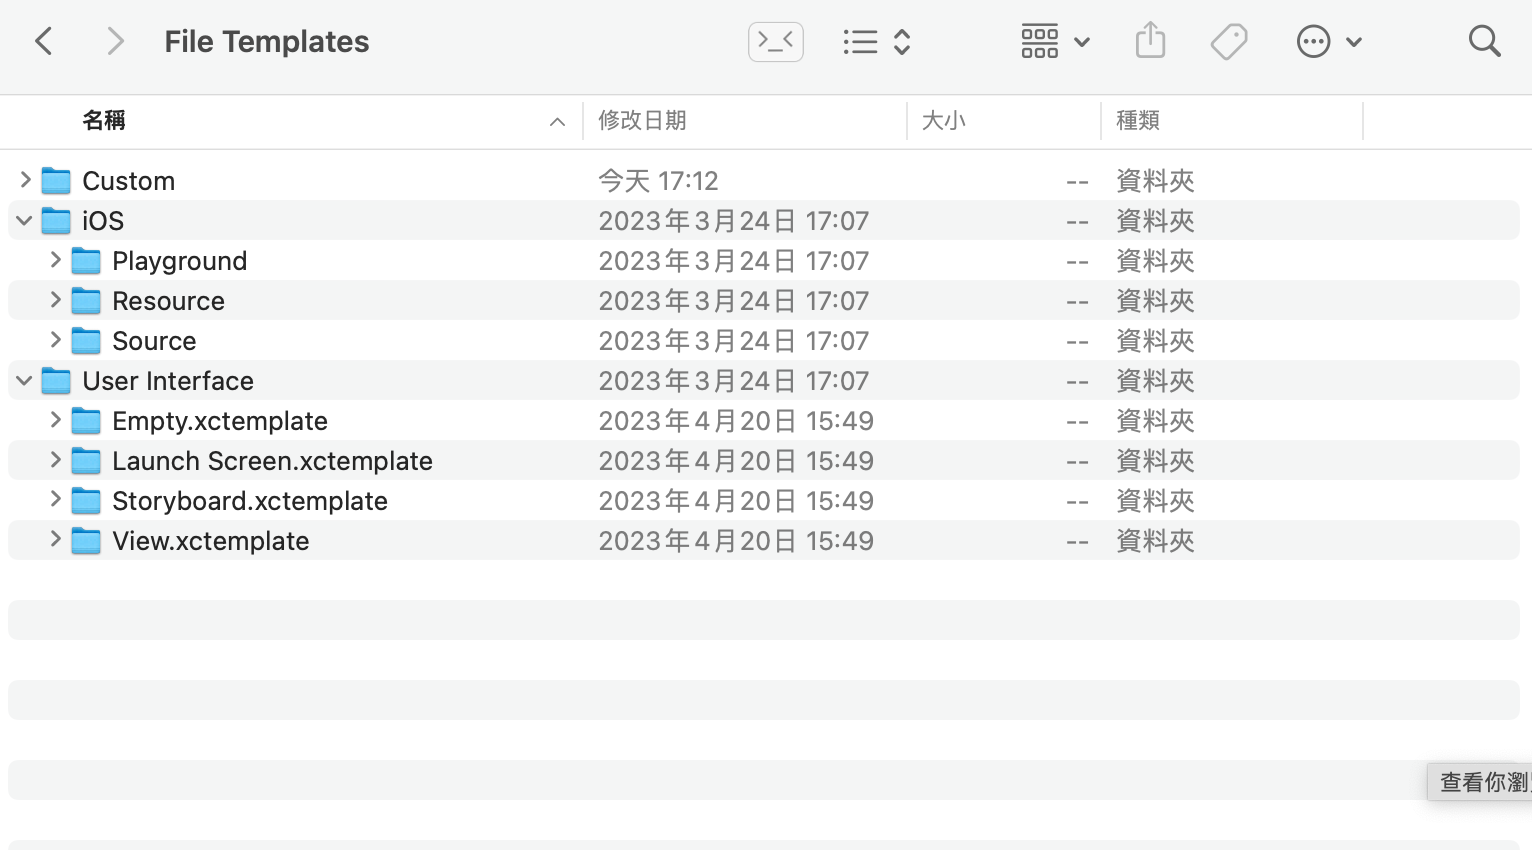 File Templates
名稱 修改日期 大小 種類
Custom 今天 17:12 -- 資料夾
iOS 2023年3月24日 17:07 -- 資料夾
Playground 2023年3月24日 17:07 -- 資料夾
Resource 2023年3月24日 17:07 -- 資料夾
Source 2023年3月24日 17:07 -- 資料夾
User Interface 2023年3月24日 17:07 -- 資料夾
Empty.xctemplate 2023年4月20日 15:49 -- 資料夾
Launch Screen.xctemplate 2023年4月20日 15:49 -- 資料夾
Storyboard.xctemplate 2023年4月20日 15:49 -- 資料夾
View.xctemplate 2023年4月20日 15:49 -- 資料夾
查看你瀏